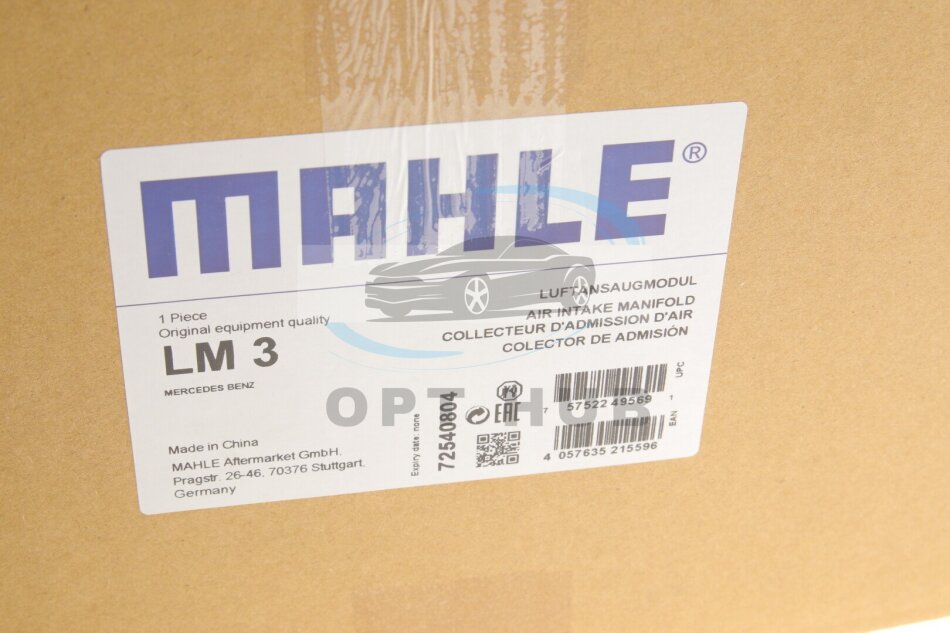 MAHLE®
1 Piece
Original equipment quality
LM 3
MERCEDES BENZ
LUFTANSAUGMODUL
AIR INTAKE MANIFOLD
COLLECTEUR D'ADMISSION D'AIR
COLECTOR DE ADMISIÓN
OPT HUB
Made in China
MAHLE Aftermarket GmbH.
Pragstr. 26-46, 70376 Stuttgart.
Germany
Expiry date: none
72540804
EAC
7 57522 49569 1
UPC
4 057635 215596
EAN